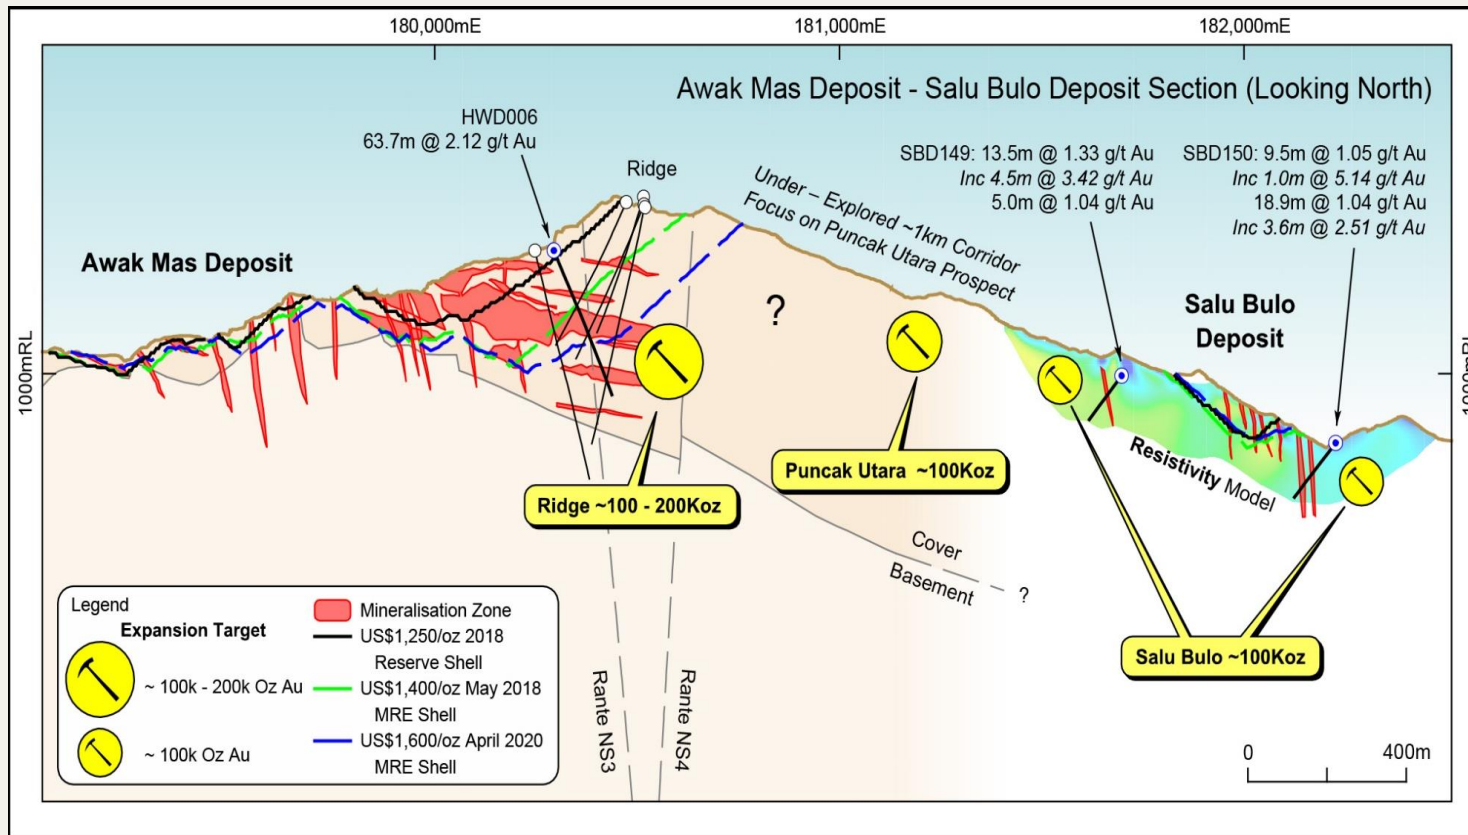 180,000mE
181,000mE
182,000mE
Awak Mas Deposit - Salu Bulo Deposit Section (Looking North)
HWD006
63.7m @ 2.12 g/t Au
Ridge
Under – Explored ~1km Corridor
Focus on Puncak Utara Prospect
SBD149: 13.5m @ 1.33 g/t Au
Inc 4.5m @ 3.42 g/t Au
5.0m @ 1.04 g/t Au
SBD150: 9.5m @ 1.05 g/t Au
Inc 1.0m @ 5.14 g/t Au
18.9m @ 1.04 g/t Au
Inc 3.6m @ 2.51 g/t Au
Awak Mas Deposit
Salu Bulo
Deposit
?
1000mRL
1000mRL
Resistivity Model
Puncak Utara ~100Koz
Ridge ~100 - 200Koz
Cover
Basement
?
Salu Bulo ~100Koz
Rante NS3
Rante NS4
Legend
Expansion Target
~ 100k - 200k Oz Au
~ 100k Oz Au
Mineralisation Zone
US$1,250/oz 2018
Reserve Shell
US$1,400/oz May 2018
MRE Shell
US$1,600/oz April 2020
MRE Shell
0
400m